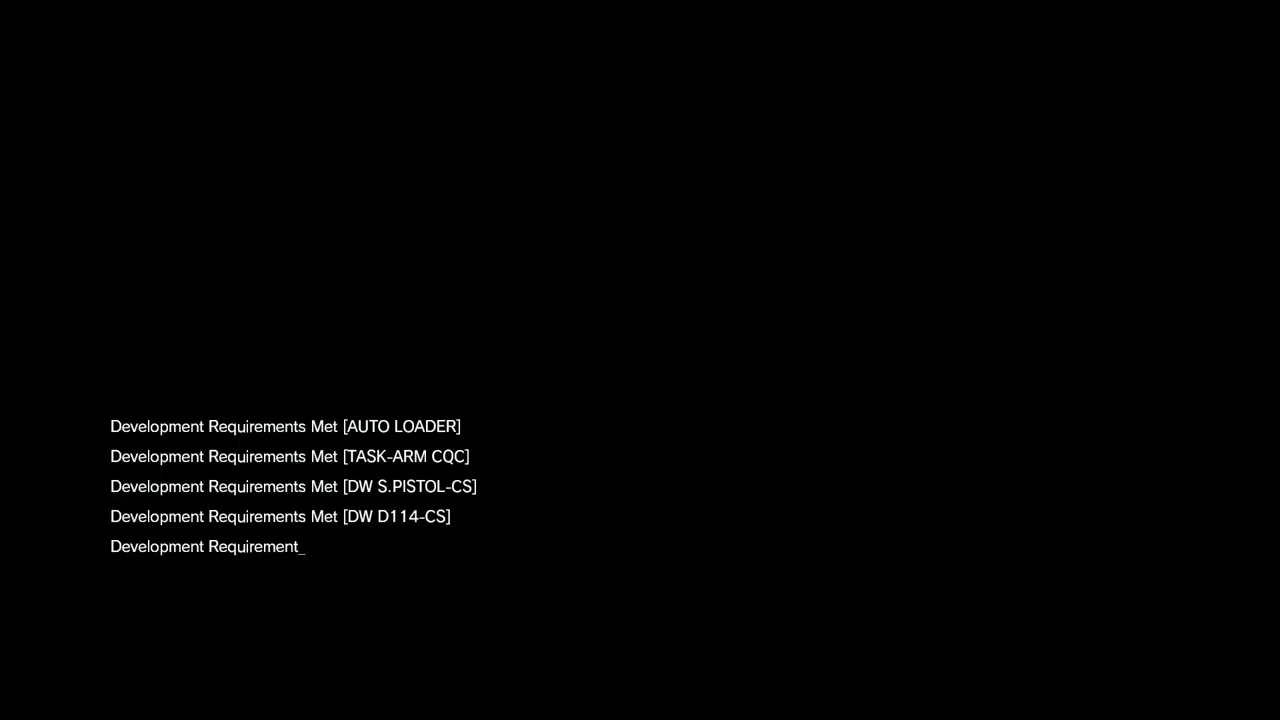 Development Requirements Met [AUTO LOADER]
Development Requirements Met [TASK-ARM CQC]
Development Requirements Met [DW S.PISTOL-CS]
Development Requirements Met [DW D114-CS]
Development Requirement_